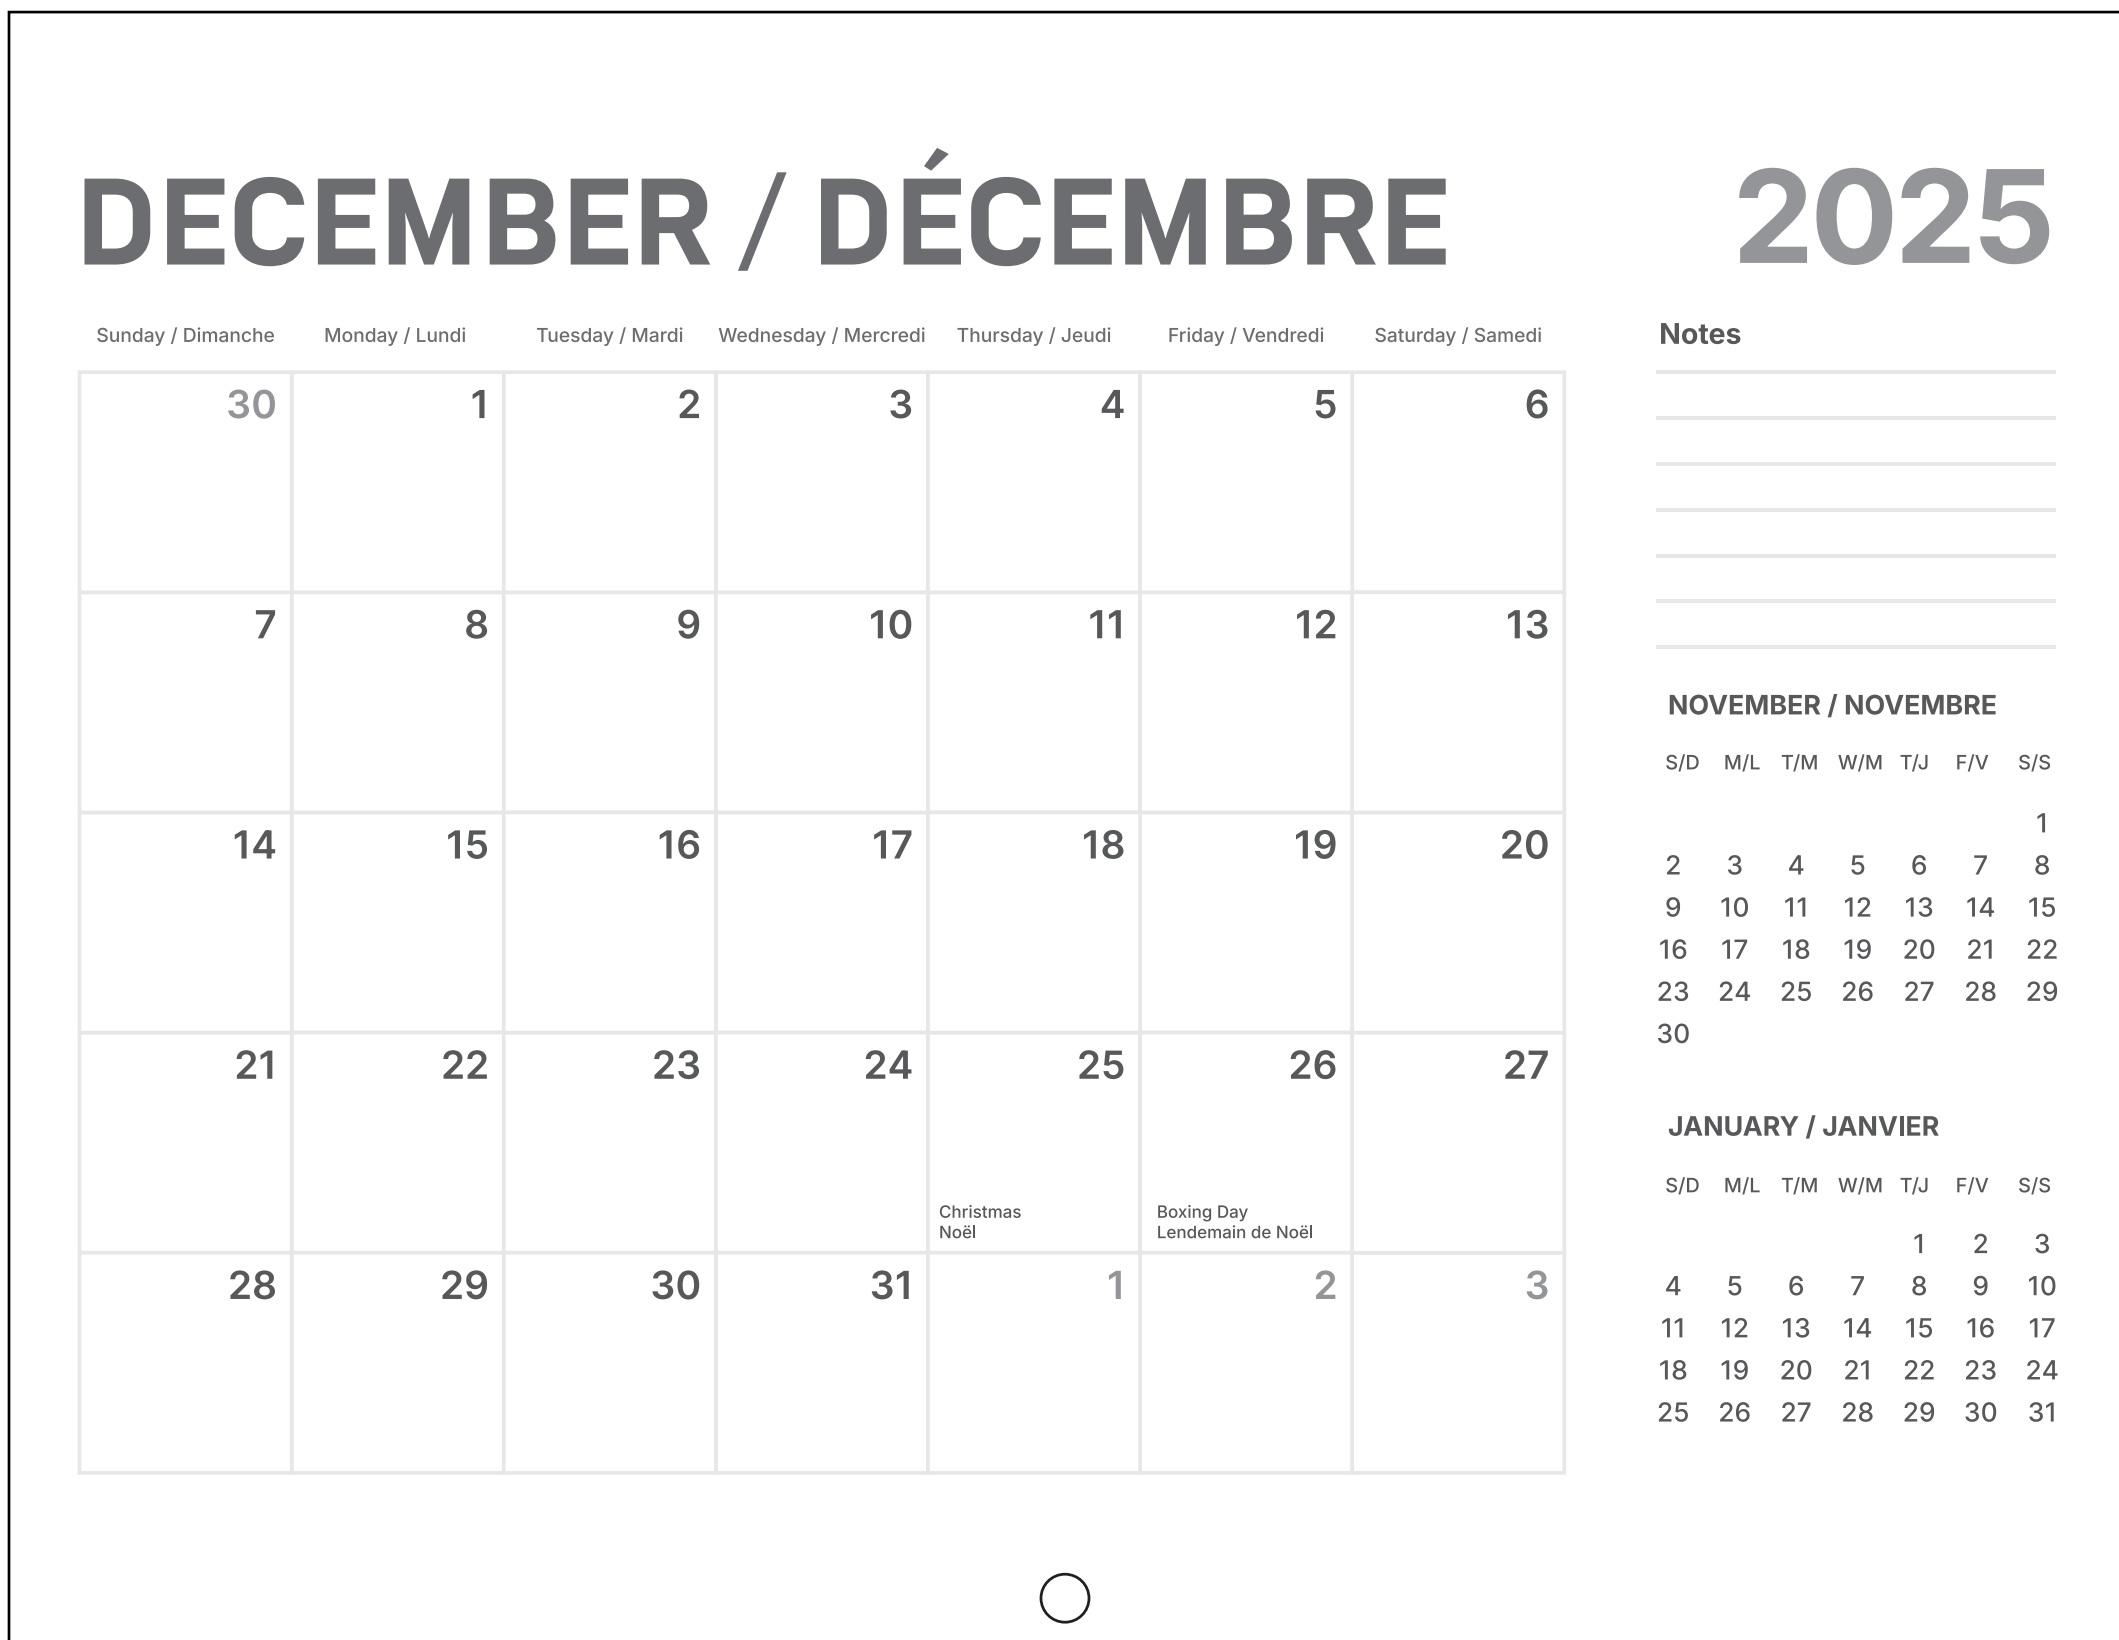 DECEMBER / DÉCEMBRE 2025
Sunday / Dimanche Monday / Lundi Tuesday / Mardi Wednesday / Mercredi Thursday / Jeudi Friday / Vendredi Saturday / Samedi
30 1 2 3 4 5 6
7 8 9 10 11 12 13
14 15 16 17 18 19 20
21 22 23 24 25 26 27
Christmas
Noël
Boxing Day
Lendemain de Noël
28 29 30 31 1 2 3
Notes
NOVEMBER / NOVEMBRE
S/D M/L T/M W/M T/J F/V S/S
1
2 3 4 5 6 7 8
9 10 11 12 13 14 15
16 17 18 19 20 21 22
23 24 25 26 27 28 29
30
JANUARY / JANVIER
S/D M/L T/M W/M T/J F/V S/S
1 2 3
4 5 6 7 8 9 10
11 12 13 14 15 16 17
18 19 20 21 22 23 24
25 26 27 28 29 30 31